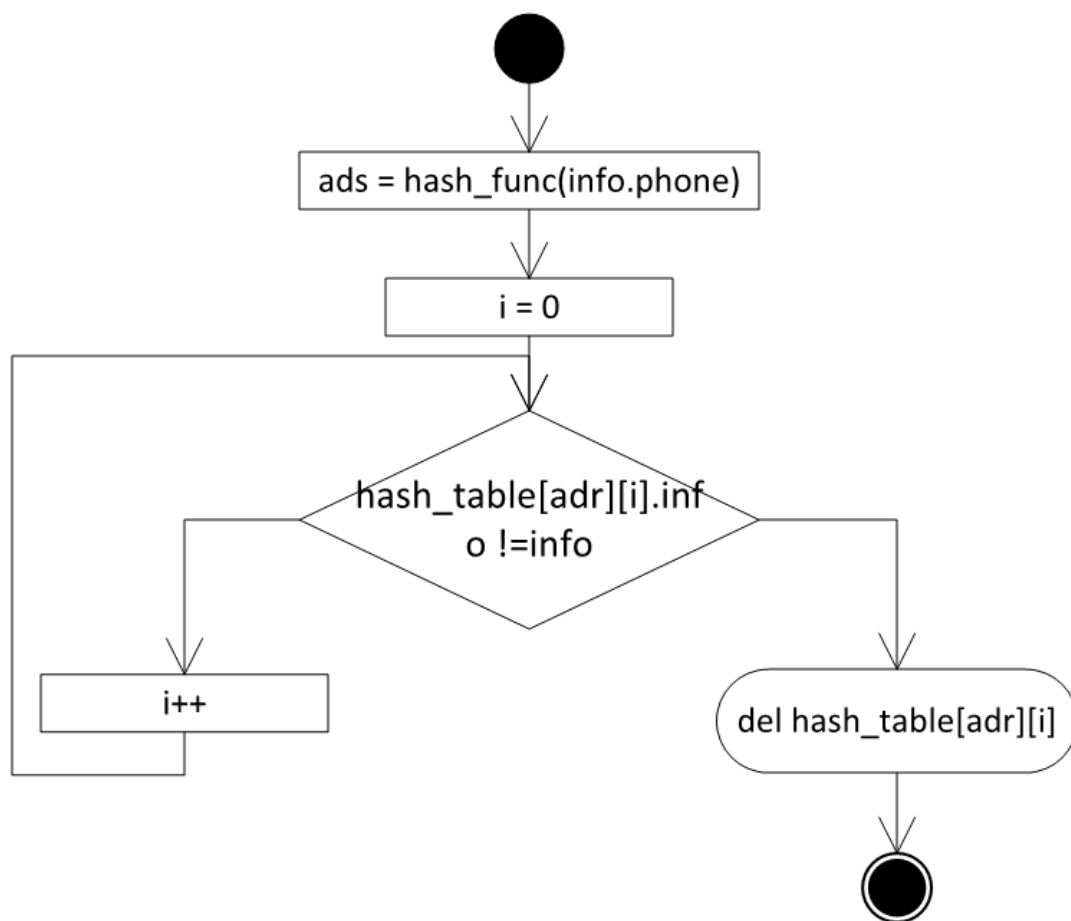 ads = hash_func(info.phone)
i = 0
hash_table[adr][i].inf
o !=info
i++
del hash_table[adr][i]